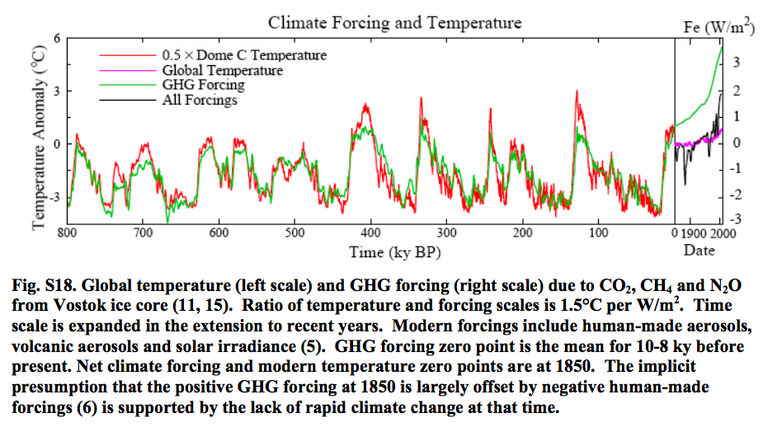 Climate Forcing and Temperature
Fe (W/m²)
6
3
0
-3
Temperature Anomaly (°C)
0.5 × Dome C Temperature
Global Temperature
GHG Forcing
All Forcings
3
2
1
0
-1
-2
-3
800 700 600 500 400 300 200 100 0 1900 2000
Time (ky BP)
Date
Fig. S18. Global temperature (left scale) and GHG forcing (right scale) due to CO₂, CH₄ and N₂O
from Vostok ice core (11, 15). Ratio of temperature and forcing scales is 1.5°C per W/m². Time
scale is expanded in the extension to recent years. Modern forcings include human-made aerosols,
volcanic aerosols and solar irradiance (5). GHG forcing zero point is the mean for 10-8 ky before
present. Net climate forcing and modern temperature zero points are at 1850. The implicit
presumption that the positive GHG forcing at 1850 is largely offset by negative human-made
forcings (6) is supported by the lack of rapid climate change at that time.